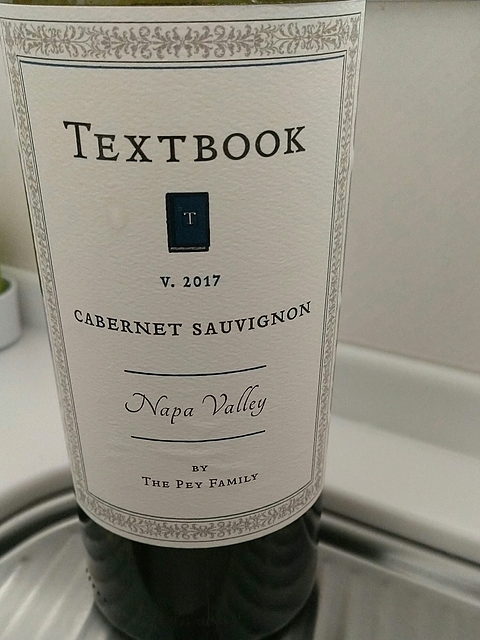 TEXTBOOK
T
V. 2017
CABERNET SAUVIGNON
Napa Valley
BY
THE PEY FAMILY